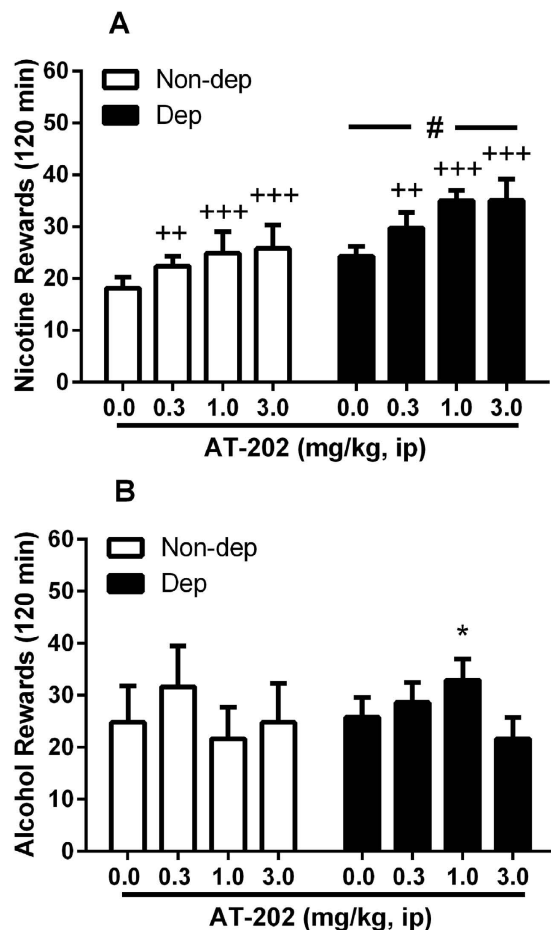 A
Nicotine Rewards (120 min)
60
50
40
30
20
10
0
Non-dep
Dep
#
++
+++
+++
++
+++
+++
0.0 0.3 1.0 3.0 0.0 0.3 1.0 3.0
AT-202 (mg/kg, ip)
B
Alcohol Rewards (120 min)
60
50
40
30
20
10
0
Non-dep
Dep
*
0.0 0.3 1.0 3.0 0.0 0.3 1.0 3.0
AT-202 (mg/kg, ip)